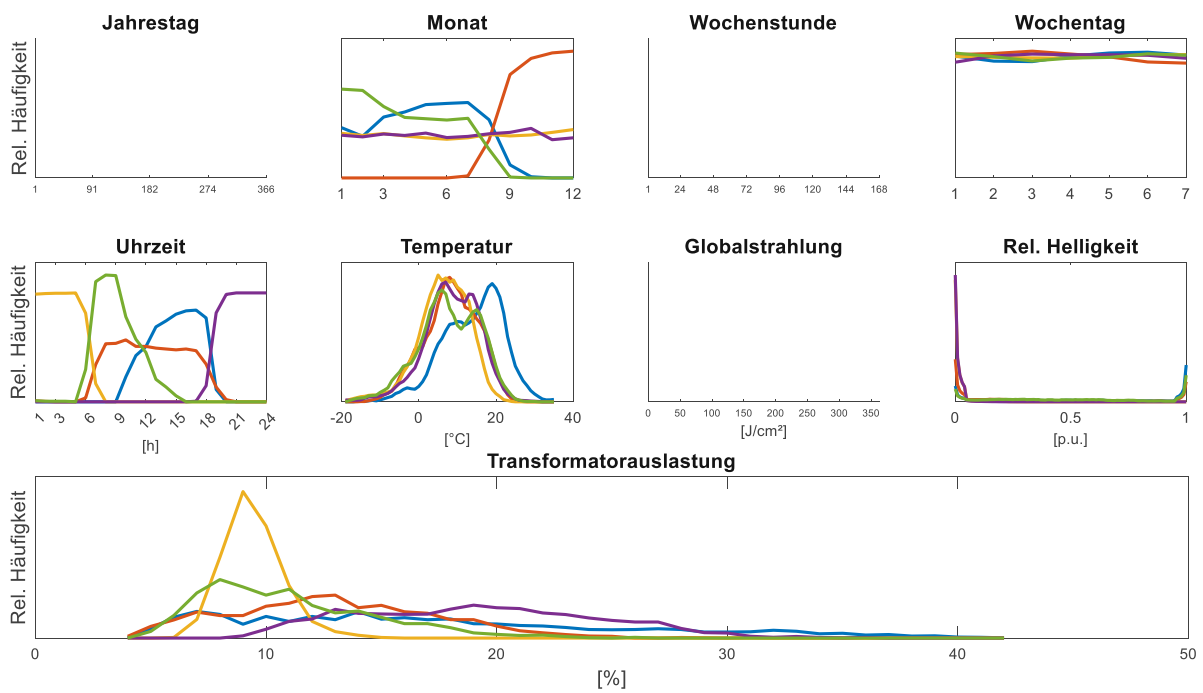 Jahrestag Monat Wochenstunde Wochentag
Rel. Häufigkeit
1 91 182 274 366 1 3 6 9 12 1 24 48 72 96 120 144 168 1 2 3 4 5 6 7
Uhrzeit Temperatur Globalstrahlung Rel. Helligkeit
Rel. Häufigkeit
1 3 6 9 12 15 18 21 24 -20 0 20 40 0 50 100 150 200 250 300 350 0 0.5 1
[h] [°C] [J/cm²] [p.u.]
Transformatorauslastung
Rel. Häufigkeit
0 10 20 30 40 50
[%]